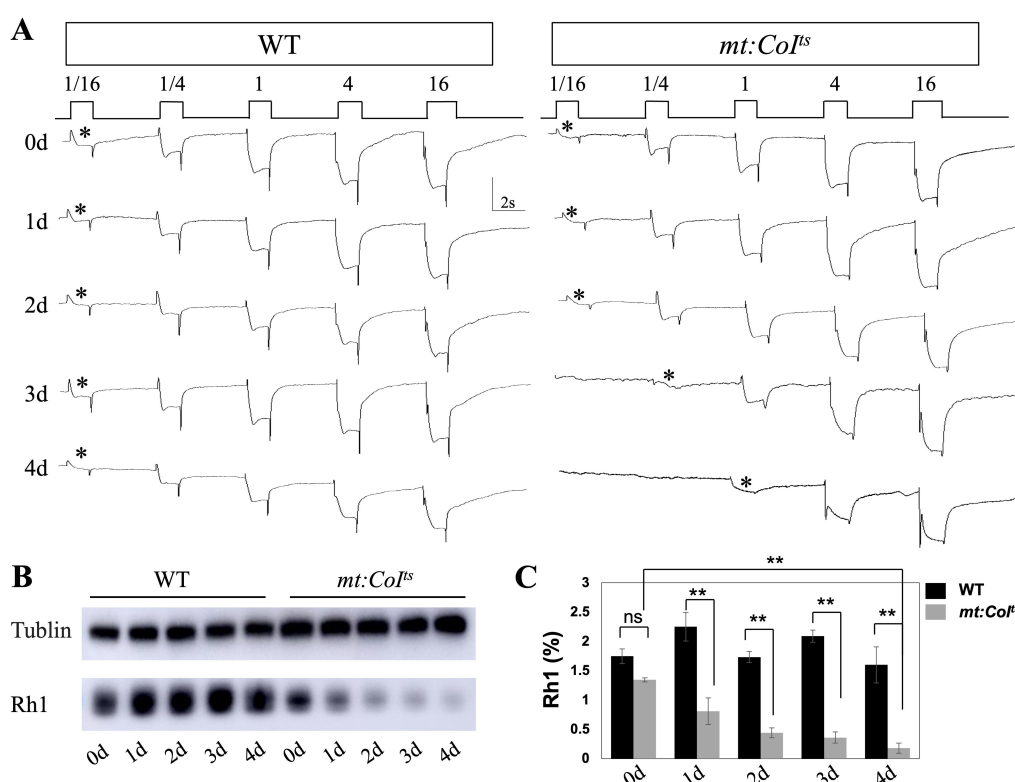 A
WT
mt:CoI^ts
1/16 1/4 1 4 16
1/16 1/4 1 4 16
0d * *
2s
1d * *
2d * *
3d * *
4d * *
B
WT mt:CoI^ts
Tublin
Rh1
0d 1d 2d 3d 4d 0d 1d 2d 3d 4d
C
**
WT
mt:CoI^t
Rh1 (%)
3
2.5
2
1.5
1
0.5
0
ns ** ** ** **
0d 1d 2d 3d 4d